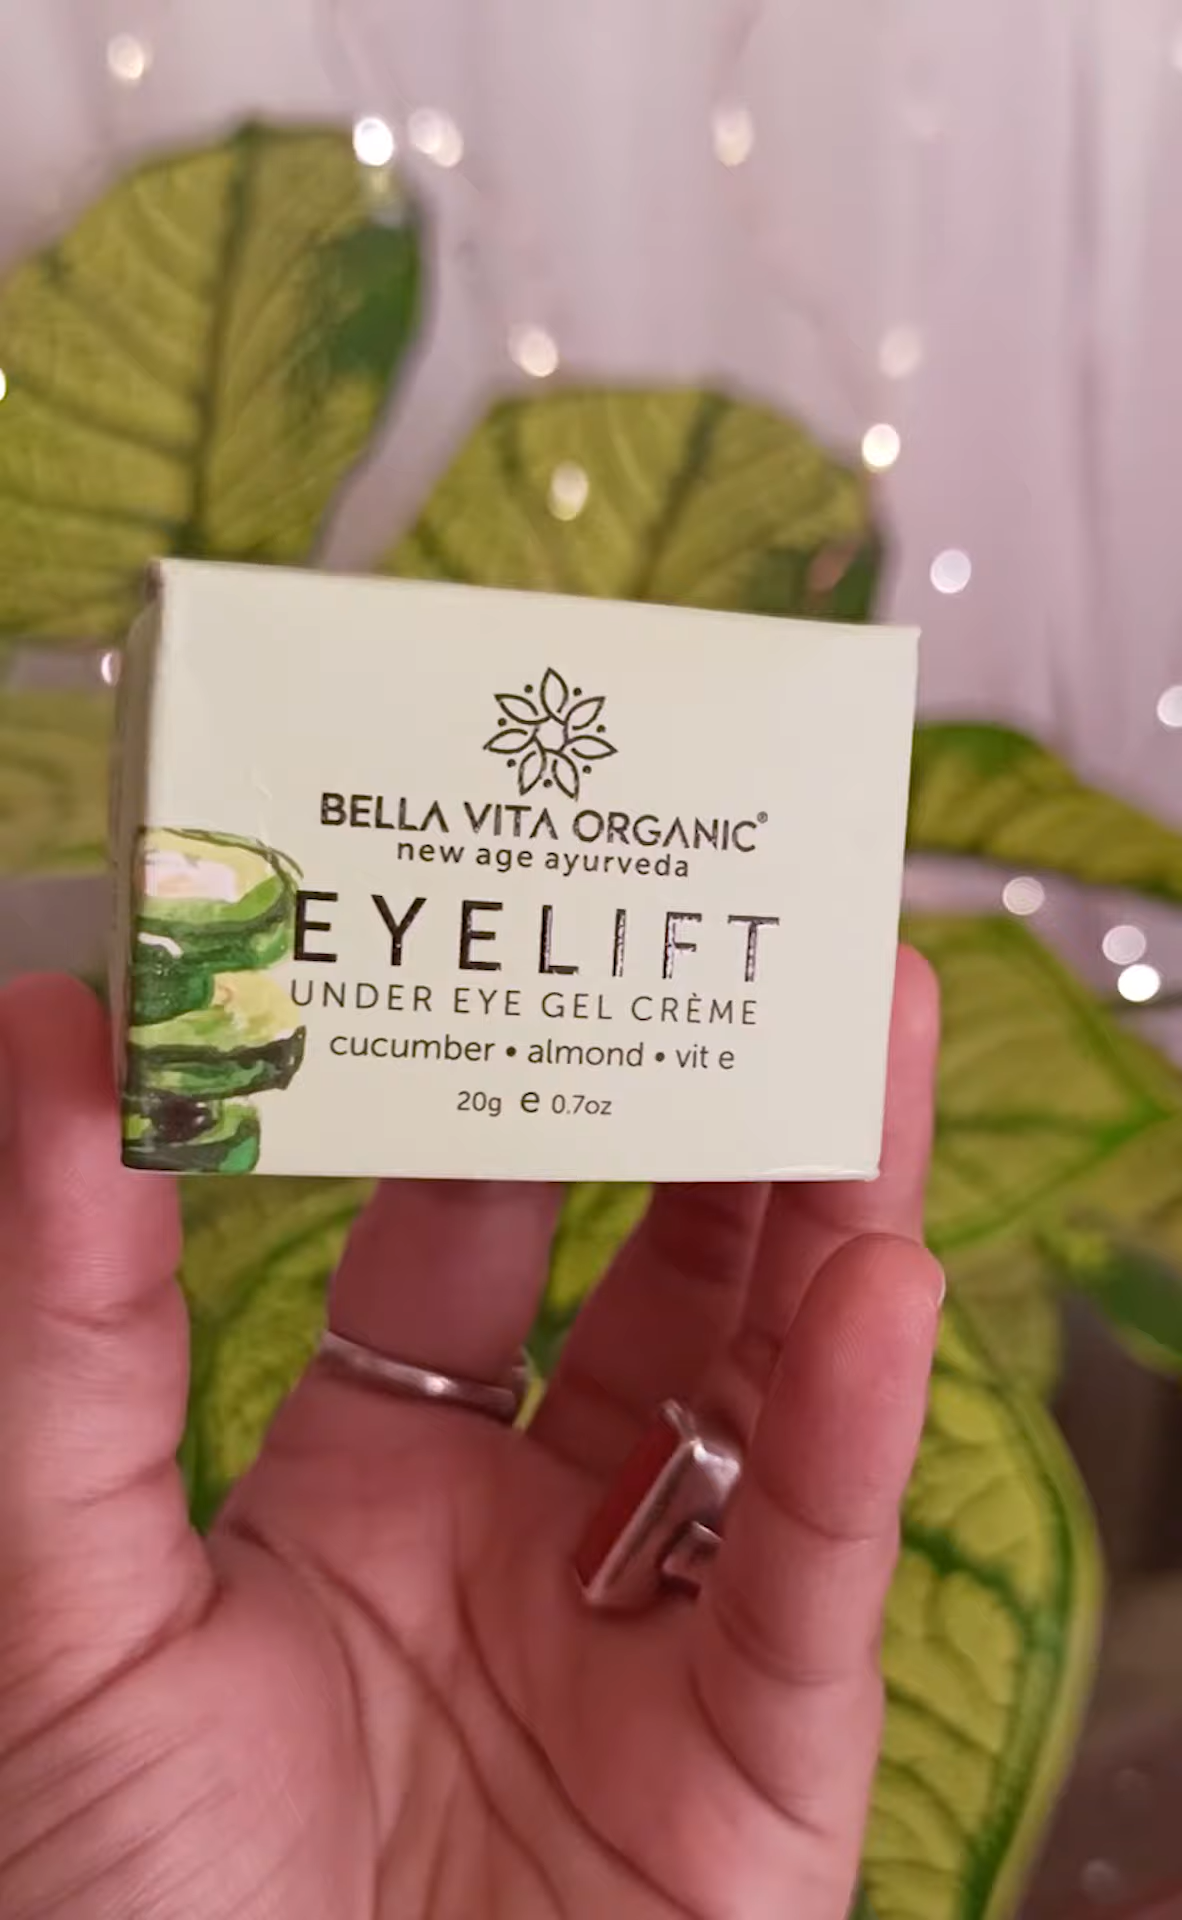 BELLA VITA ORGANIC®
new age ayurveda
EYELIFT
UNDER EYE GEL CRÈME
cucumber • almond • vit e
20g e 0.7oz